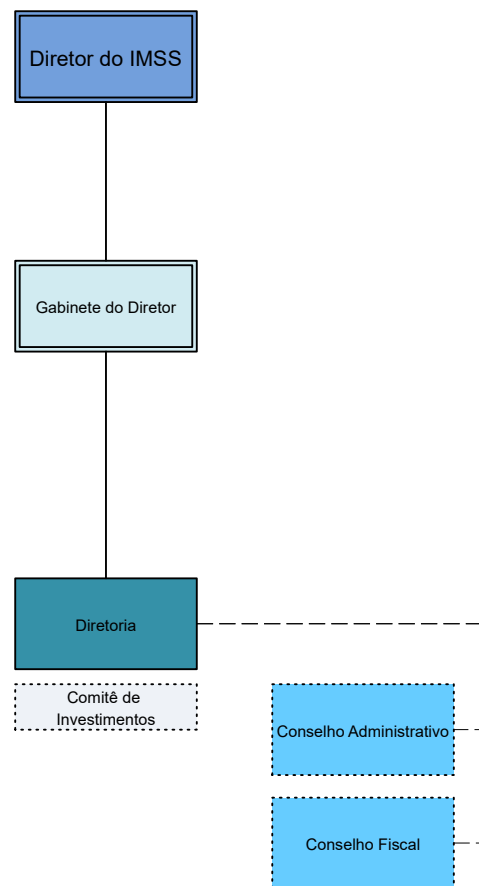 Diretor do IMSS
Gabinete do Diretor
Diretoria
Comitê de
Investimentos
Conselho Administrativo
Conselho Fiscal